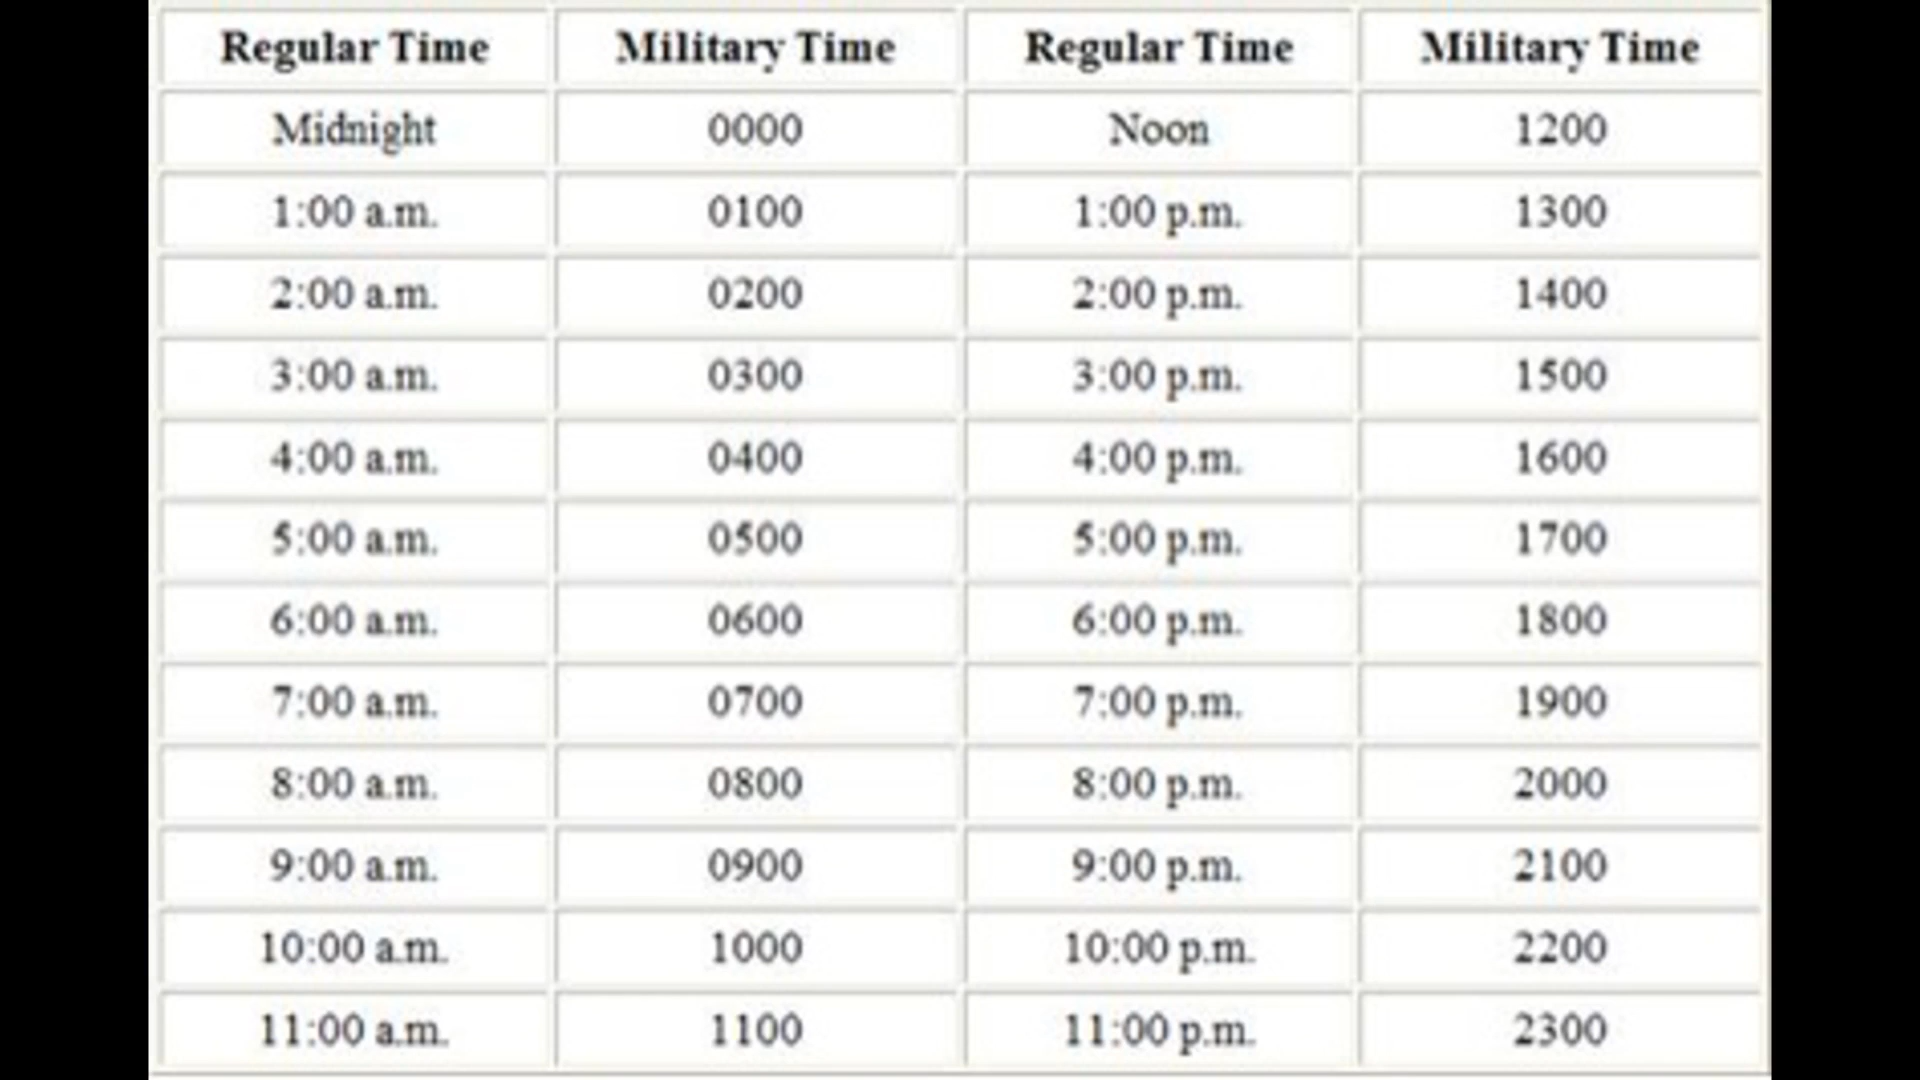 Regular Time Military Time Regular Time Military Time
Midnight 0000 Noon 1200
1:00 a.m. 0100 1:00 p.m. 1300
2:00 a.m. 0200 2:00 p.m. 1400
3:00 a.m. 0300 3:00 p.m. 1500
4:00 a.m. 0400 4:00 p.m. 1600
5:00 a.m. 0500 5:00 p.m. 1700
6:00 a.m. 0600 6:00 p.m. 1800
7:00 a.m. 0700 7:00 p.m. 1900
8:00 a.m. 0800 8:00 p.m. 2000
9:00 a.m. 0900 9:00 p.m. 2100
10:00 a.m. 1000 10:00 p.m. 2200
11:00 a.m. 1100 11:00 p.m. 2300